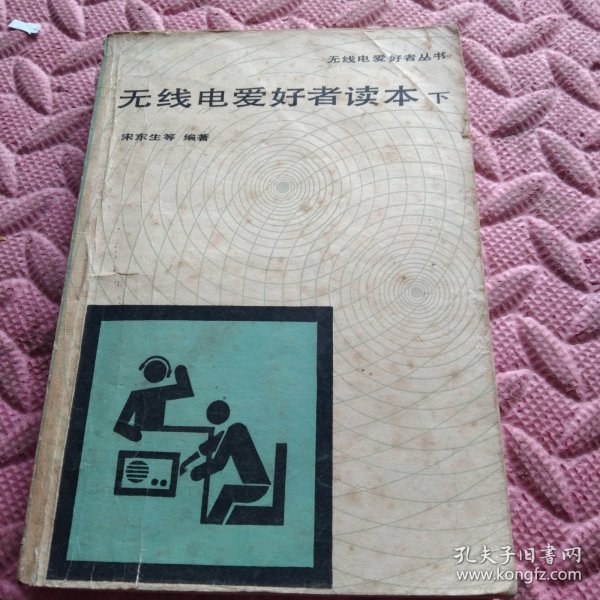 无线电爱好者丛书
无线电爱好者读本 下
宋东生等 编著
孔夫子旧书网
www.kongfz.com